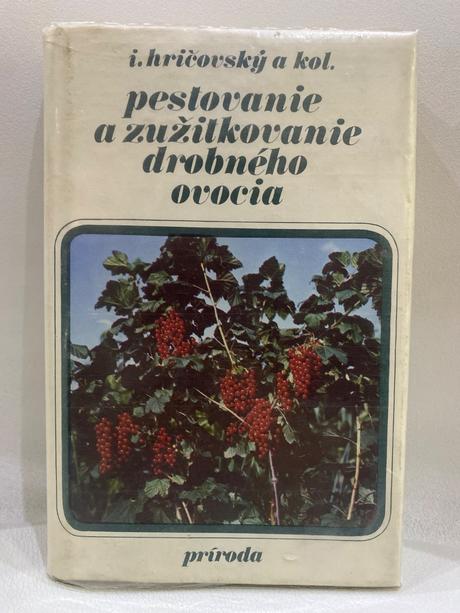 i. hričovský a kol.
pestovanie
a zužitkovanie
drobného
ovocia
príroda